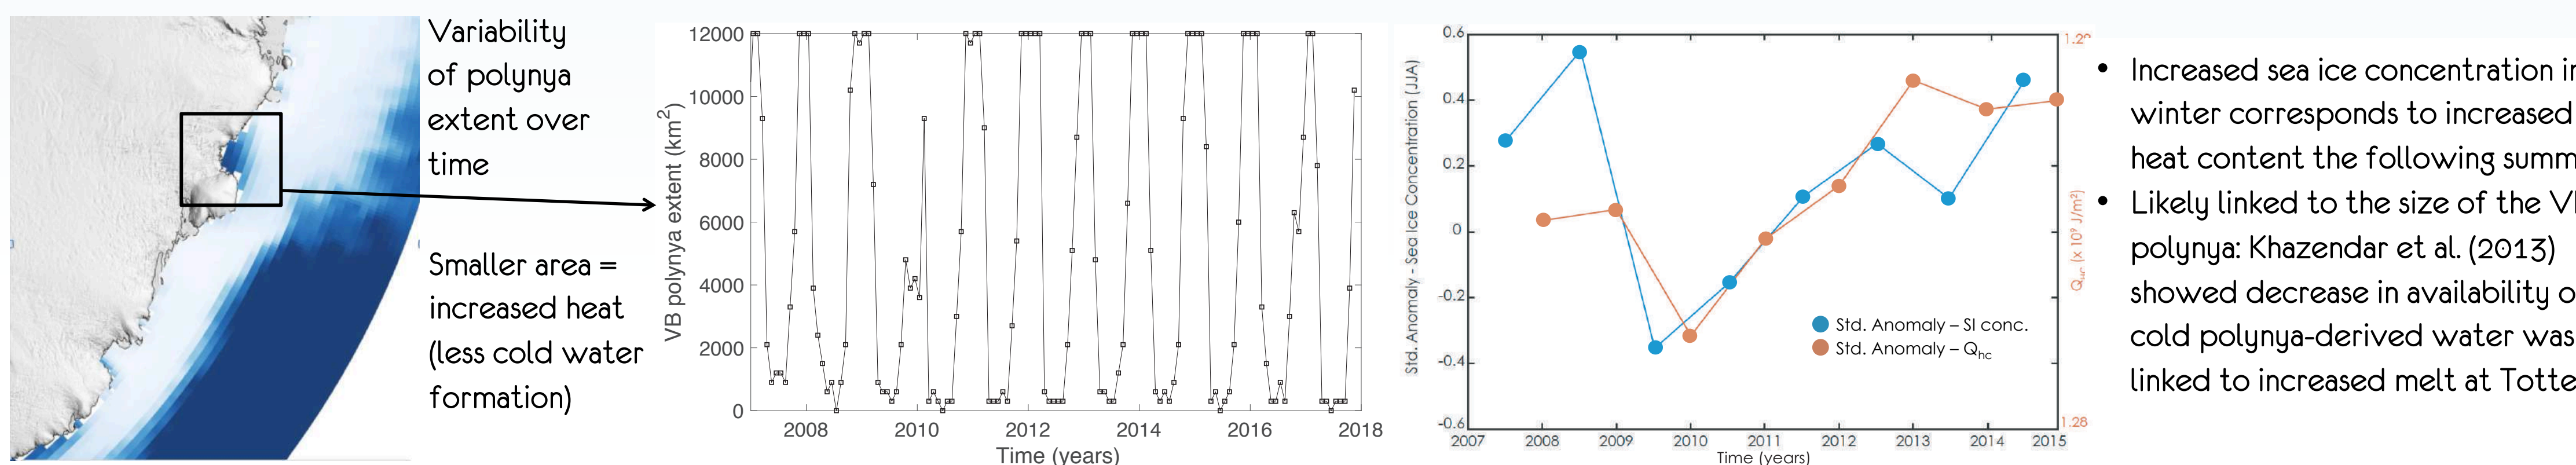 Variability
of polynya
extent over
time
Smaller area =
increased heat
(less cold water
formation)
VB polynya extent (km2)
12000
10000
8000
6000
4000
2000
0
2008
2010
2012
2014
2016
2018
Time (years)
Std. Anomaly - Sea Ice Concentration (JJA)
0.6
0.4
0.2
0
-0.2
-0.4
-0.6
2007
2008
2009
2010
2011
2012
2013
2014
2015
Time (years)
Std. Anomaly – SI conc.
Std. Anomaly – Qhc
1.29
(x 10⁹ J/m²)
1.28
• Increased sea ice concentration
winter corresponds to increased
heat content the following
• Likely linked to the size of the
polynya: Khazendar et al. (2013)
showed decrease in availability
cold polynya-derived water was
linked to increased melt at